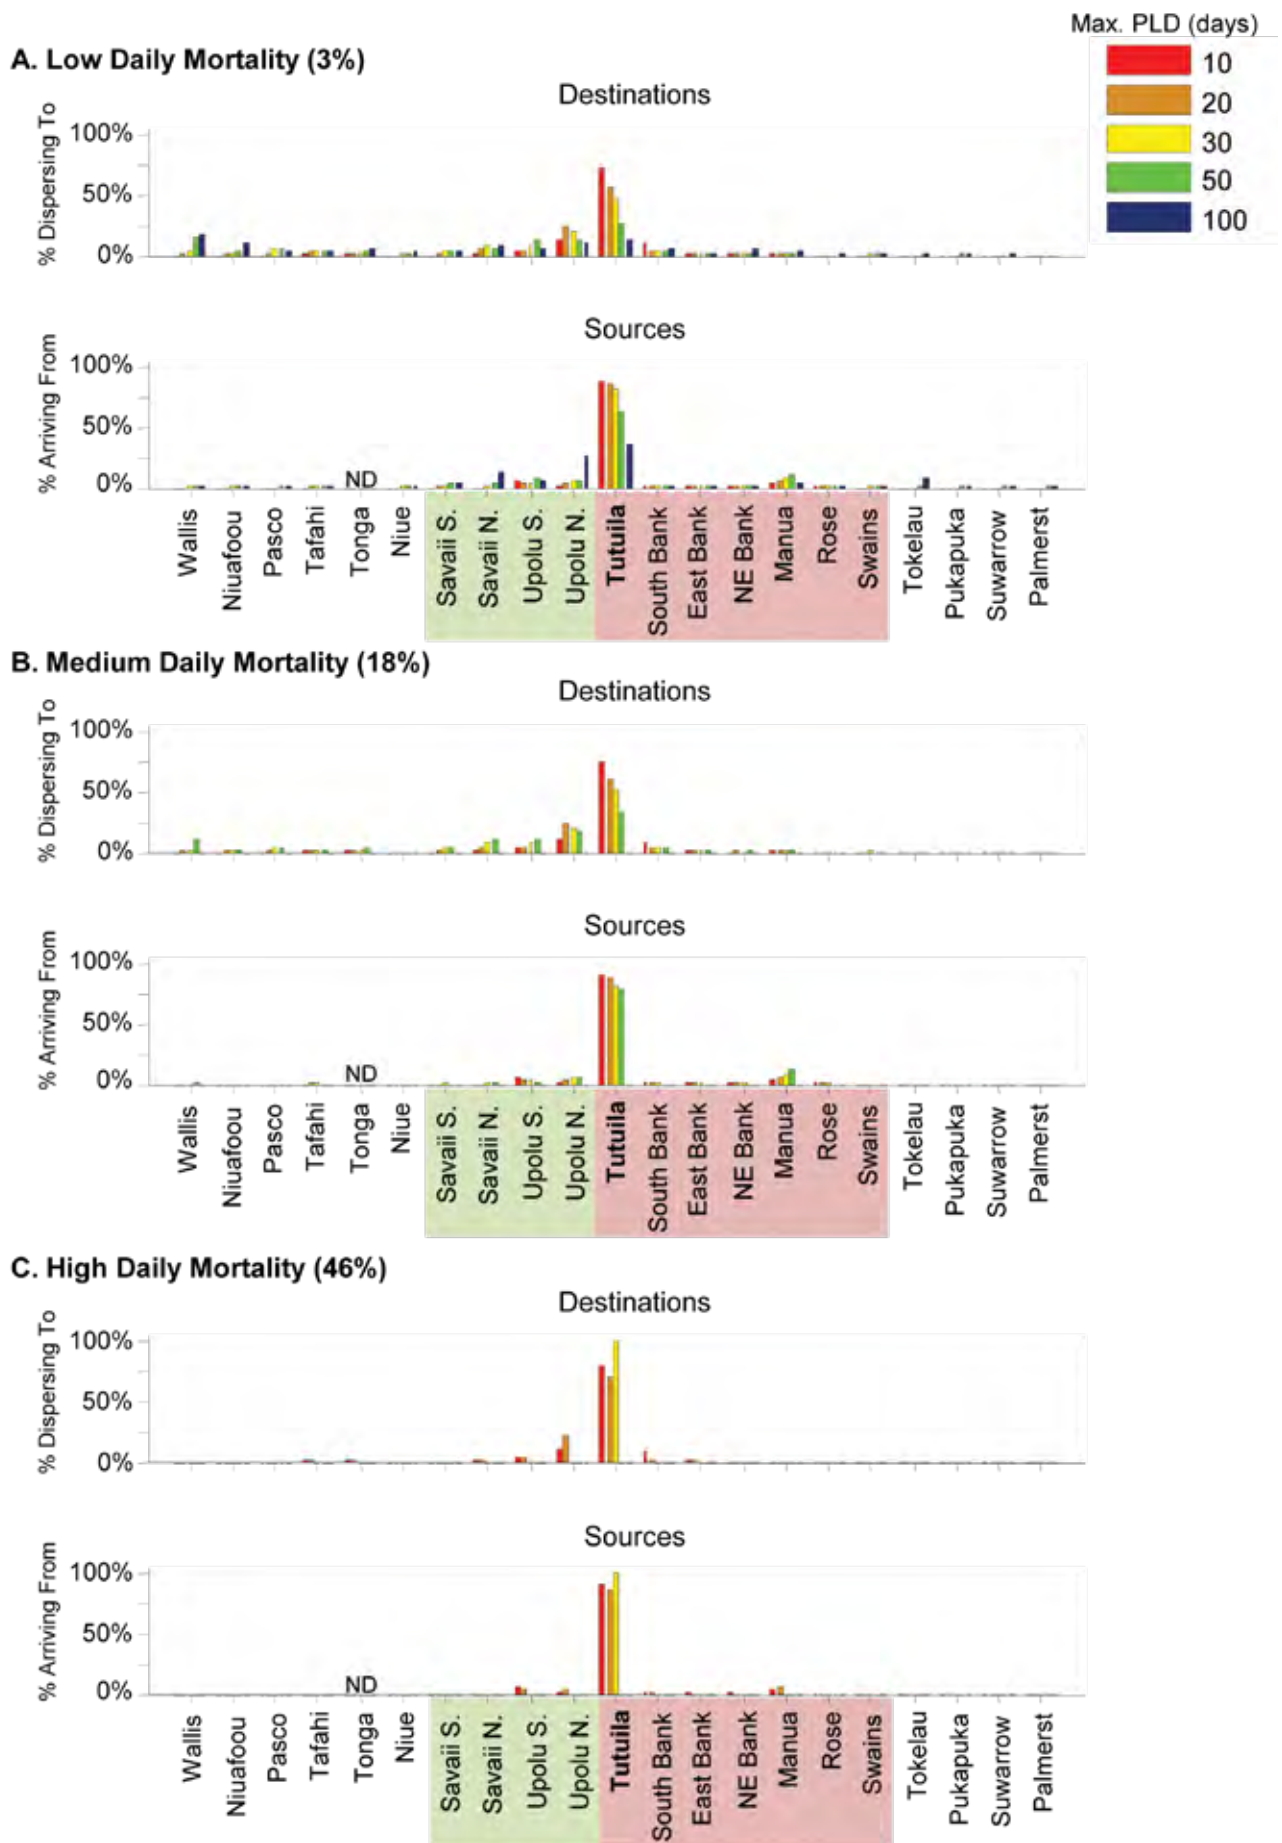 Max. PLD (days)
10
20
30
50
100
A. Low Daily Mortality (3%)
Destinations
% Dispersing To
100%
50%
0%
Sources
% Arriving From
100%
50%
0%
ND
Wallis
Niuafoou
Pasco
Tafahi
Tonga
Niue
Savaii S.
Savaii N.
Upolu S.
Upolu N.
Tutuila
South Bank
East Bank
NE Bank
Manua
Rose
Swains
Tokelau
Pukapuka
Suwarrow
Palmerst
B. Medium Daily Mortality (18%)
Destinations
% Dispersing To
100%
50%
0%
Sources
% Arriving From
100%
50%
0%
ND
Wallis
Niuafoou
Pasco
Tafahi
Tonga
Niue
Savaii S.
Savaii N.
Upolu S.
Upolu N.
Tutuila
South Bank
East Bank
NE Bank
Manua
Rose
Swains
Tokelau
Pukapuka
Suwarrow
Palmerst
C. High Daily Mortality (46%)
Destinations
% Dispersing To
100%
50%
0%
Sources
% Arriving From
100%
50%
0%
ND
Wallis
Niuafoou
Pasco
Tafahi
Tonga
Niue
Savaii S.
Savaii N.
Upolu S.
Upolu N.
Tutuila
South Bank
East Bank
NE Bank
Manua
Rose
Swains
Tokelau
Pukapuka
Suwarrow
Palmerst